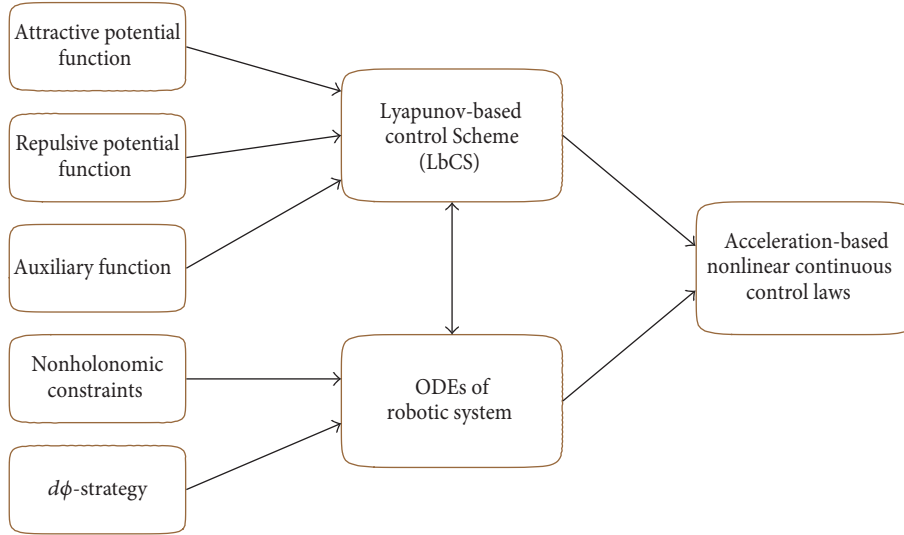 Attractive potential
function
Repulsive potential
function
Auxiliary function
Nonholonomic
constraints
dϕ-strategy
Lyapunov-based
control Scheme
(LbCS)
ODEs of
robotic system
Acceleration-based
nonlinear continuous
control laws